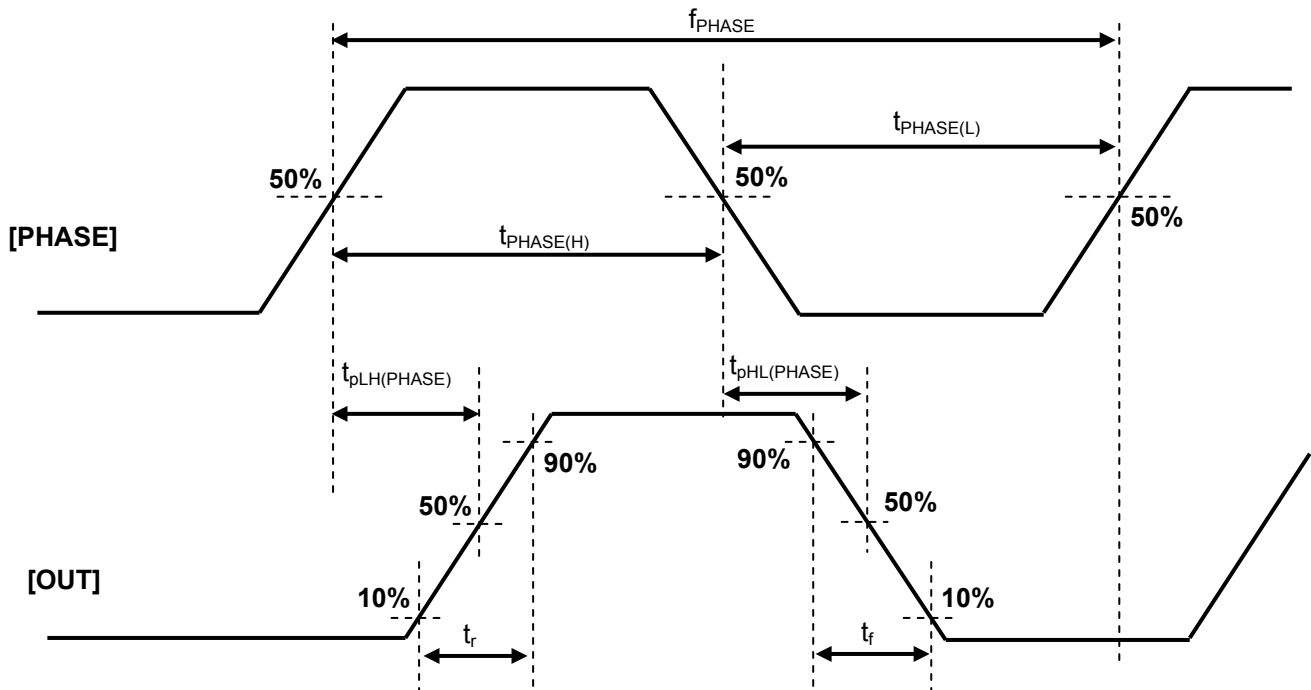 fPHASE
tPHASE(L)
50%
50%
50%
[PHASE]
tPHASE(H)
tpLH(PHASE)
tpHL(PHASE)
90%
90%
50%
50%
[OUT]
10%
10%
tr
tf